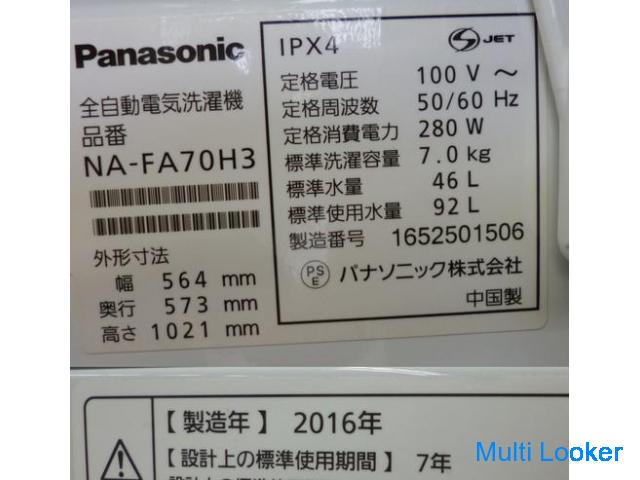 Panasonic
全自動電気洗濯機
品番
NA-FA70H3
外形寸法
幅 564 mm
奥行 573 mm
高さ 1021 mm
IPX4
S JET
定格電圧 100 V ~
定格周波数 50/60 Hz
定格消費電力 280 W
標準洗濯容量 7.0 kg
標準水量 46 L
標準使用水量 92 L
製造番号 1652501506
PS E パナソニック株式会社
中国製
【製造年】2016年
【設計上の標準使用期間】7年
Multi Looker